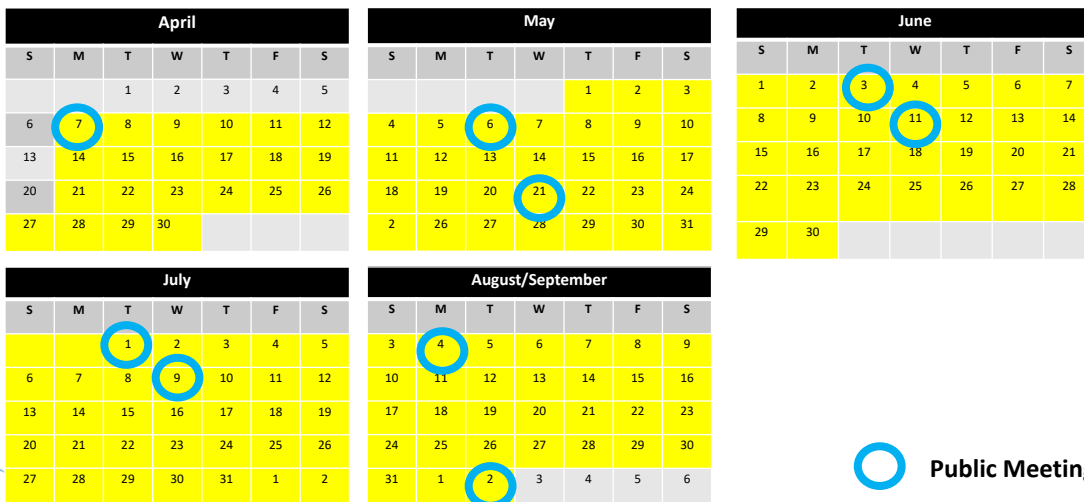 April
S M T W T F S
1 2 3 4 5
6 7 8 9 10 11 12
13 14 15 16 17 18 19
20 21 22 23 24 25 26
27 28 29 30
May
S M T W T F S
1 2 3
4 5 6 7 8 9 10
11 12 13 14 15 16 17
18 19 20 21 22 23 24
2 26 27 28 29 30 31
June
S M T W T F S
1 2 3 4 5 6 7
8 9 10 11 12 13 14
15 16 17 18 19 20 21
22 23 24 25 26 27 28
29 30
July
S M T W T F S
1 2 3 4 5
6 7 8 9 10 11 12
13 14 15 16 17 18 19
20 21 22 23 24 25 26
27 28 29 30 31 1 2
August/September
S M T W T F S
3 4 5 6 7 8 9
10 11 12 13 14 15 16
17 18 19 20 21 22 23
24 25 26 27 28 29 30
31 1 2 3 4 5 6
Public Meeting